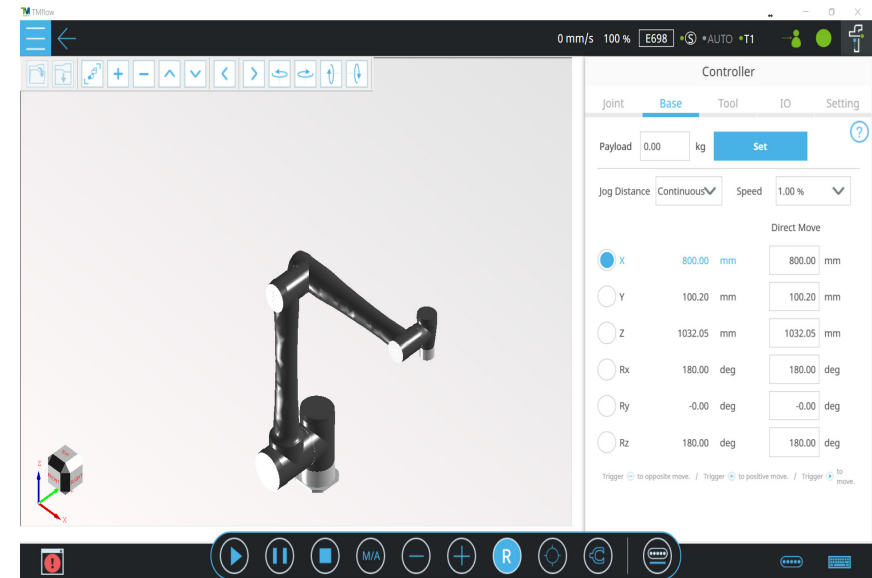 TMflow
0 mm/s 100 % E698 •Ⓢ •AUTO •T1
Controller
Joint Base Tool IO Setting
?
Payload 0.00 kg Set
Jog Distance Continuous Speed 1.00 %
Direct Move
X 800.00 mm 800.00 mm
Y 100.20 mm 100.20 mm
Z 1032.05 mm 1032.05 mm
Rx 180.00 deg 180.00 deg
Ry -0.00 deg -0.00 deg
Rz 180.00 deg 180.00 deg
Trigger ⊖ to opposite move. / Trigger ⊕ to positive move. / Trigger ▶ to move.
Z
X
M/A
R